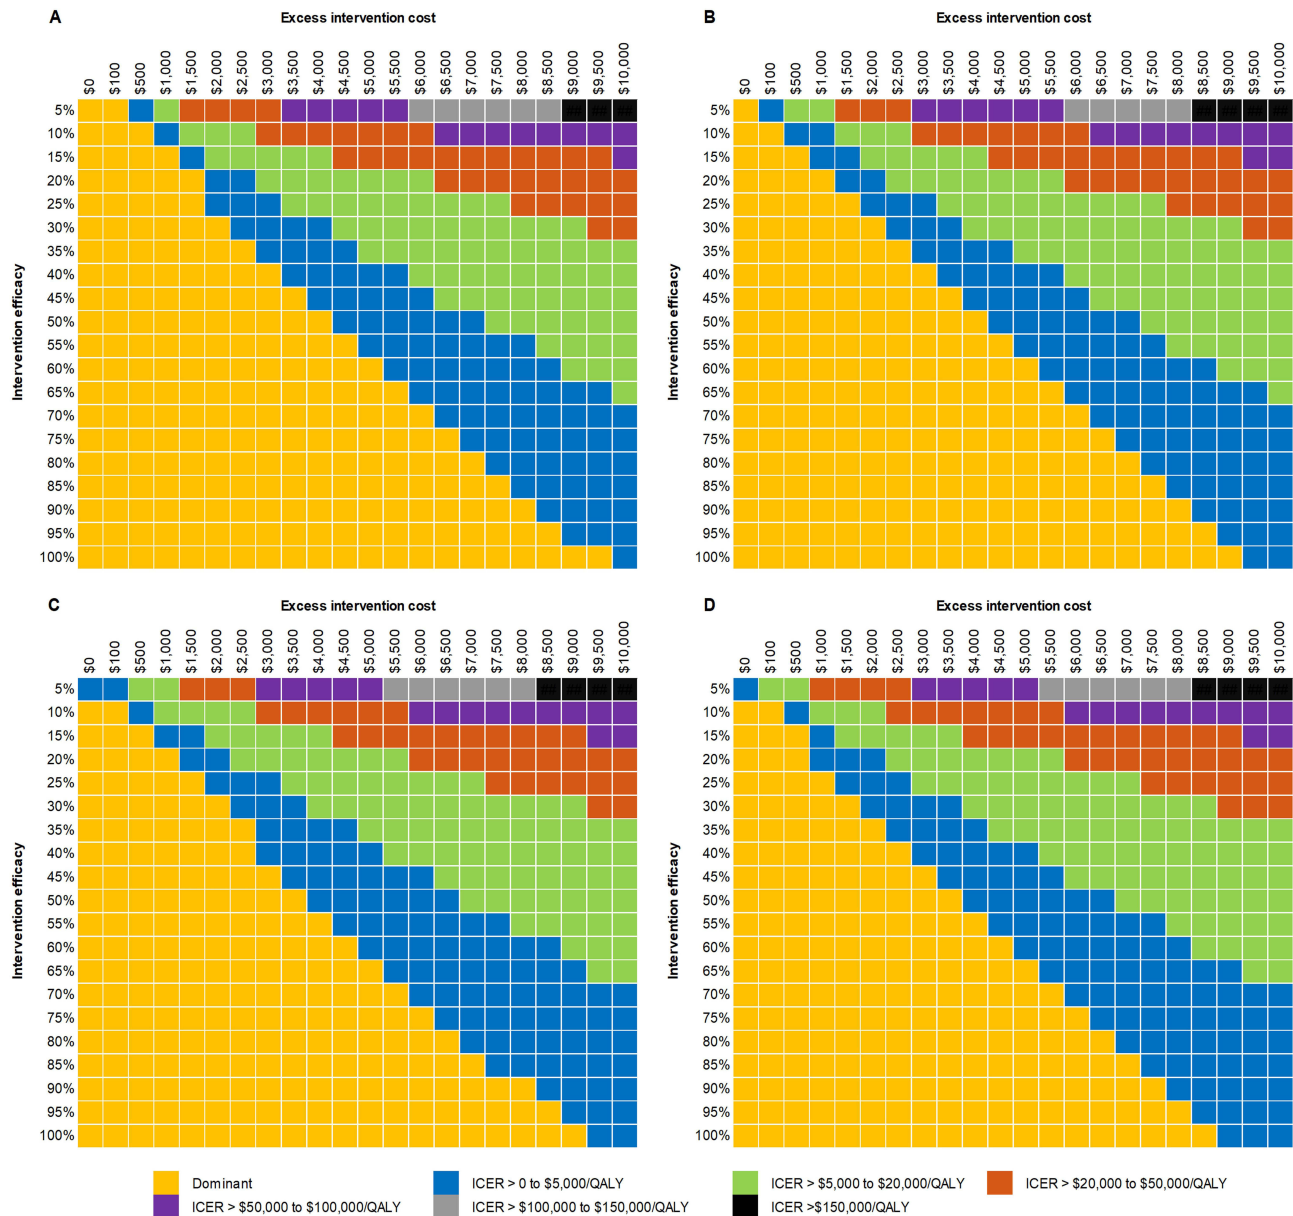 A
Excess intervention cost
$0 $100 $500 $1,000 $1,500 $2,000 $2,500 $3,000 $3,500 $4,000 $4,500 $5,000 $5,500 $6,000 $6,500 $7,000 $7,500 $8,000 $8,500 $9,000 $9,500 $10,000
Intervention efficacy
5% ## ## ##
10%
15%
20%
25%
30%
35%
40%
45%
50%
55%
60%
65%
70%
75%
80%
85%
90%
95%
100%
B
Excess intervention cost
$0 $100 $500 $1,000 $1,500 $2,000 $2,500 $3,000 $3,500 $4,000 $4,500 $5,000 $5,500 $6,000 $6,500 $7,000 $7,500 $8,000 $8,500 $9,000 $9,500 $10,000
Intervention efficacy
5% ## ## ## ##
10%
15%
20%
25%
30%
35%
40%
45%
50%
55%
60%
65%
70%
75%
80%
85%
90%
95%
100%
C
Excess intervention cost
$0 $100 $500 $1,000 $1,500 $2,000 $2,500 $3,000 $3,500 $4,000 $4,500 $5,000 $5,500 $6,000 $6,500 $7,000 $7,500 $8,000 $8,500 $9,000 $9,500 $10,000
Intervention efficacy
5% ## ## ## ##
10%
15%
20%
25%
30%
35%
40%
45%
50%
55%
60%
65%
70%
75%
80%
85%
90%
95%
100%
D
Excess intervention cost
$0 $100 $500 $1,000 $1,500 $2,000 $2,500 $3,000 $3,500 $4,000 $4,500 $5,000 $5,500 $6,000 $6,500 $7,000 $7,500 $8,000 $8,500 $9,000 $9,500 $10,000
Intervention efficacy
5% ## ## ## ##
10%
15%
20%
25%
30%
35%
40%
45%
50%
55%
60%
65%
70%
75%
80%
85%
90%
95%
100%
Dominant
ICER > 0 to $5,000/QALY
ICER > $5,000 to $20,000/QALY
ICER > $20,000 to $50,000/QALY
ICER > $50,000 to $100,000/QALY
ICER > $100,000 to $150,000/QALY
ICER >$150,000/QALY